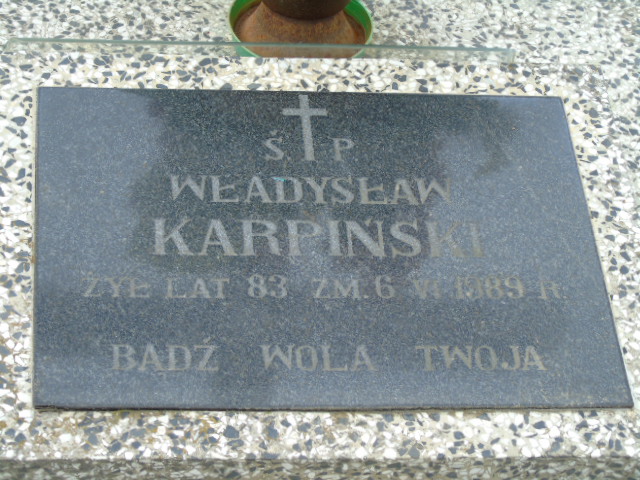 Ś P
WŁADYSŁAW
KARPIŃSKI
ŻYŁ LAT 83 ZM. 6 VI 1989 R.
BĄDŹ WOLA TWOJA